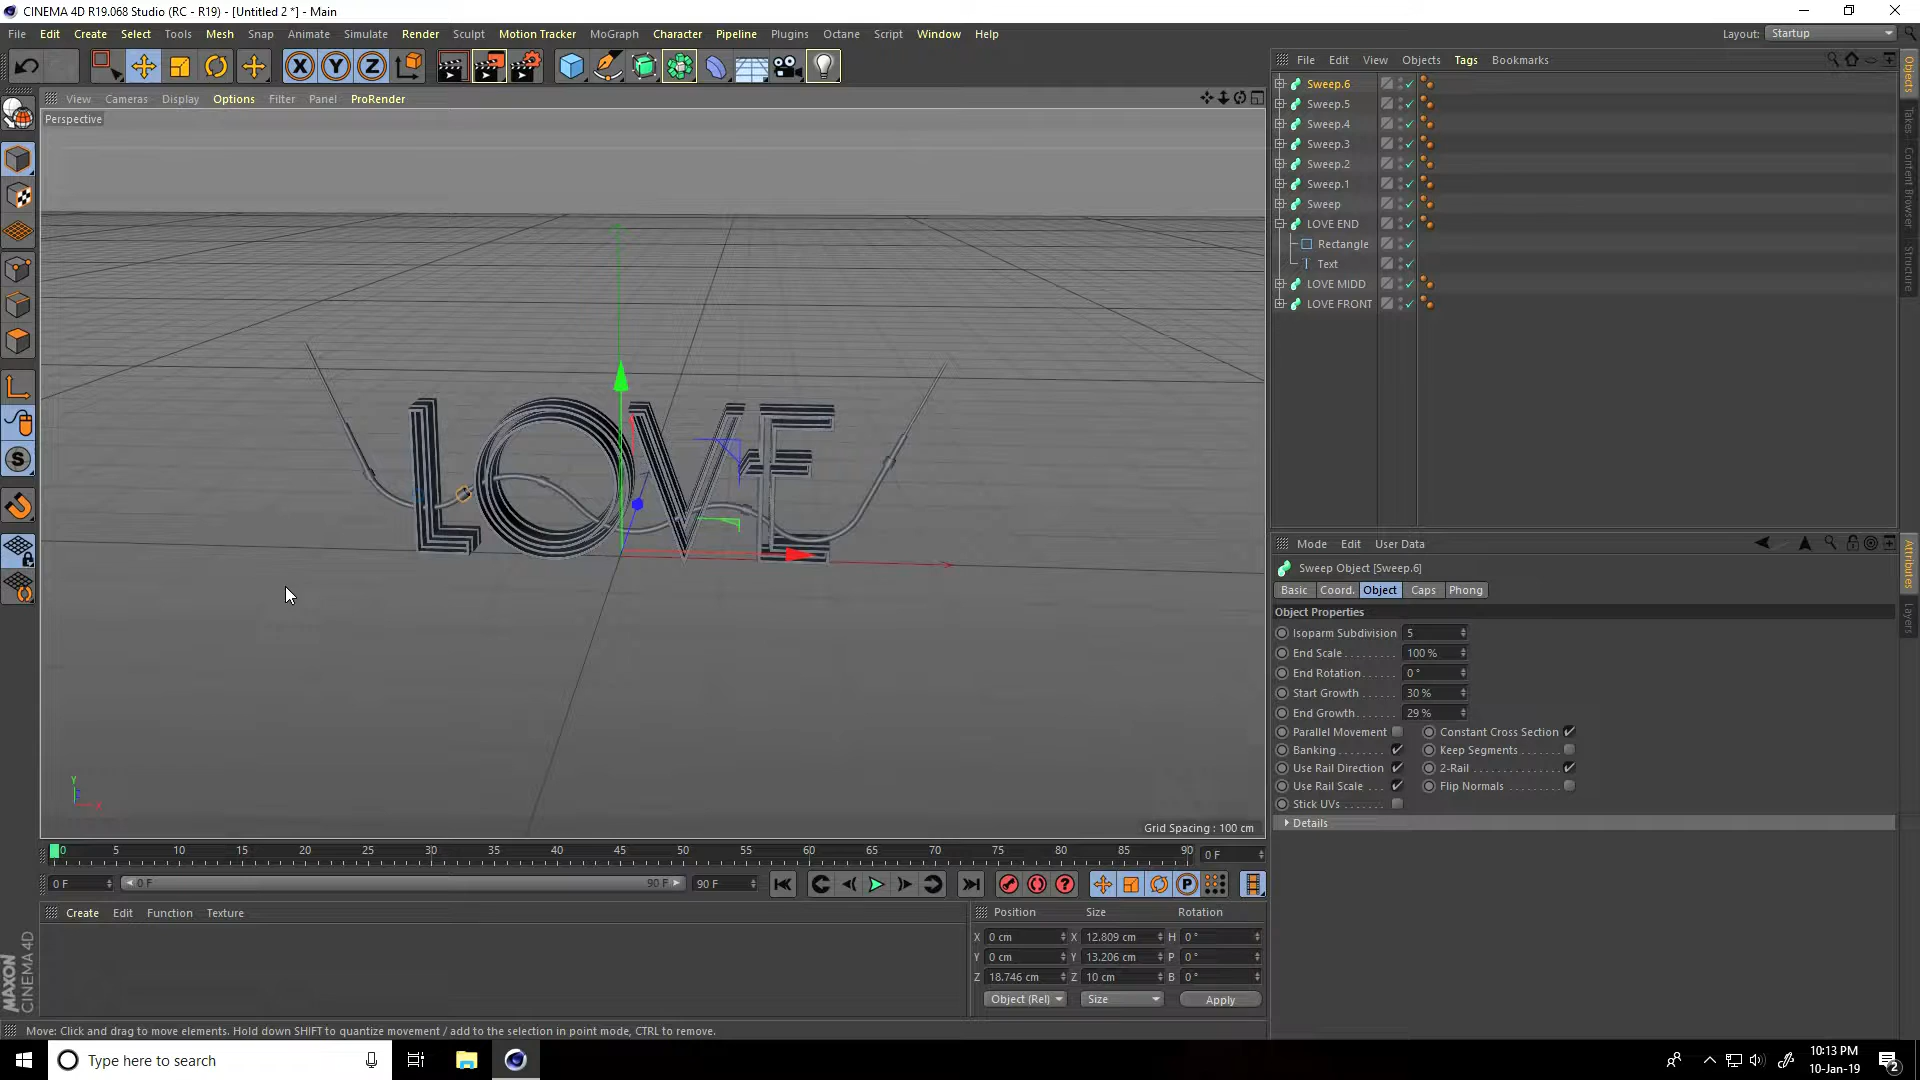 CINEMA 4D R19.068 Studio (RC - R19) - [Untitled 2 *] - Main
File Edit Create Select Tools Mesh Snap Animate Simulate Render Sculpt Motion Tracker MoGraph Character Pipeline Plugins Octane Script Window Help
Layout: Startup
X Y Z
View Cameras Display Options Filter Panel ProRender
Perspective
LOVE
Y
X
Grid Spacing : 100 cm
File Edit View Objects Tags Bookmarks
Sweep.6
Sweep.5
Sweep.4
Sweep.3
Sweep.2
Sweep.1
Sweep
LOVE END
Rectangle
Text
LOVE MIDD
LOVE FRONT
Objects
Takes
Content Browser
Structure
Mode Edit User Data
Sweep Object [Sweep.6]
Basic Coord. Object Caps Phong
Object Properties
Isoparm Subdivision 5
End Scale . . . . . . . . . 100 %
End Rotation . . . . . . 0 °
Start Growth . . . . . . 30 %
End Growth . . . . . . . 29 %
Parallel Movement
Constant Cross Section
Banking . . . . . . . . . . .
Keep Segments . . . . . . .
Use Rail Direction
2-Rail . . . . . . . . . . . . . . . .
Use Rail Scale . . .
Flip Normals . . . . . . . . .
Stick UVs . . . . . . . .
Details
Attributes
Layers
0 5 10 15 20 25 30 35 40 45 50 55 60 65 70 75 80 85 90
0 F
0 F 0 F 90 F 90 F
Create Edit Function Texture
Position Size Rotation
X 0 cm X 12.809 cm H 0 °
Y 0 cm Y 13.206 cm P 0 °
Z 18.746 cm Z 10 cm B 0 °
Object (Rel) Size Apply
MAXON
CINEMA 4D
Move: Click and drag to move elements. Hold down SHIFT to quantize movement / add to the selection in point mode, CTRL to remove.
Type here to search
10:13 PM
10-Jan-19
2